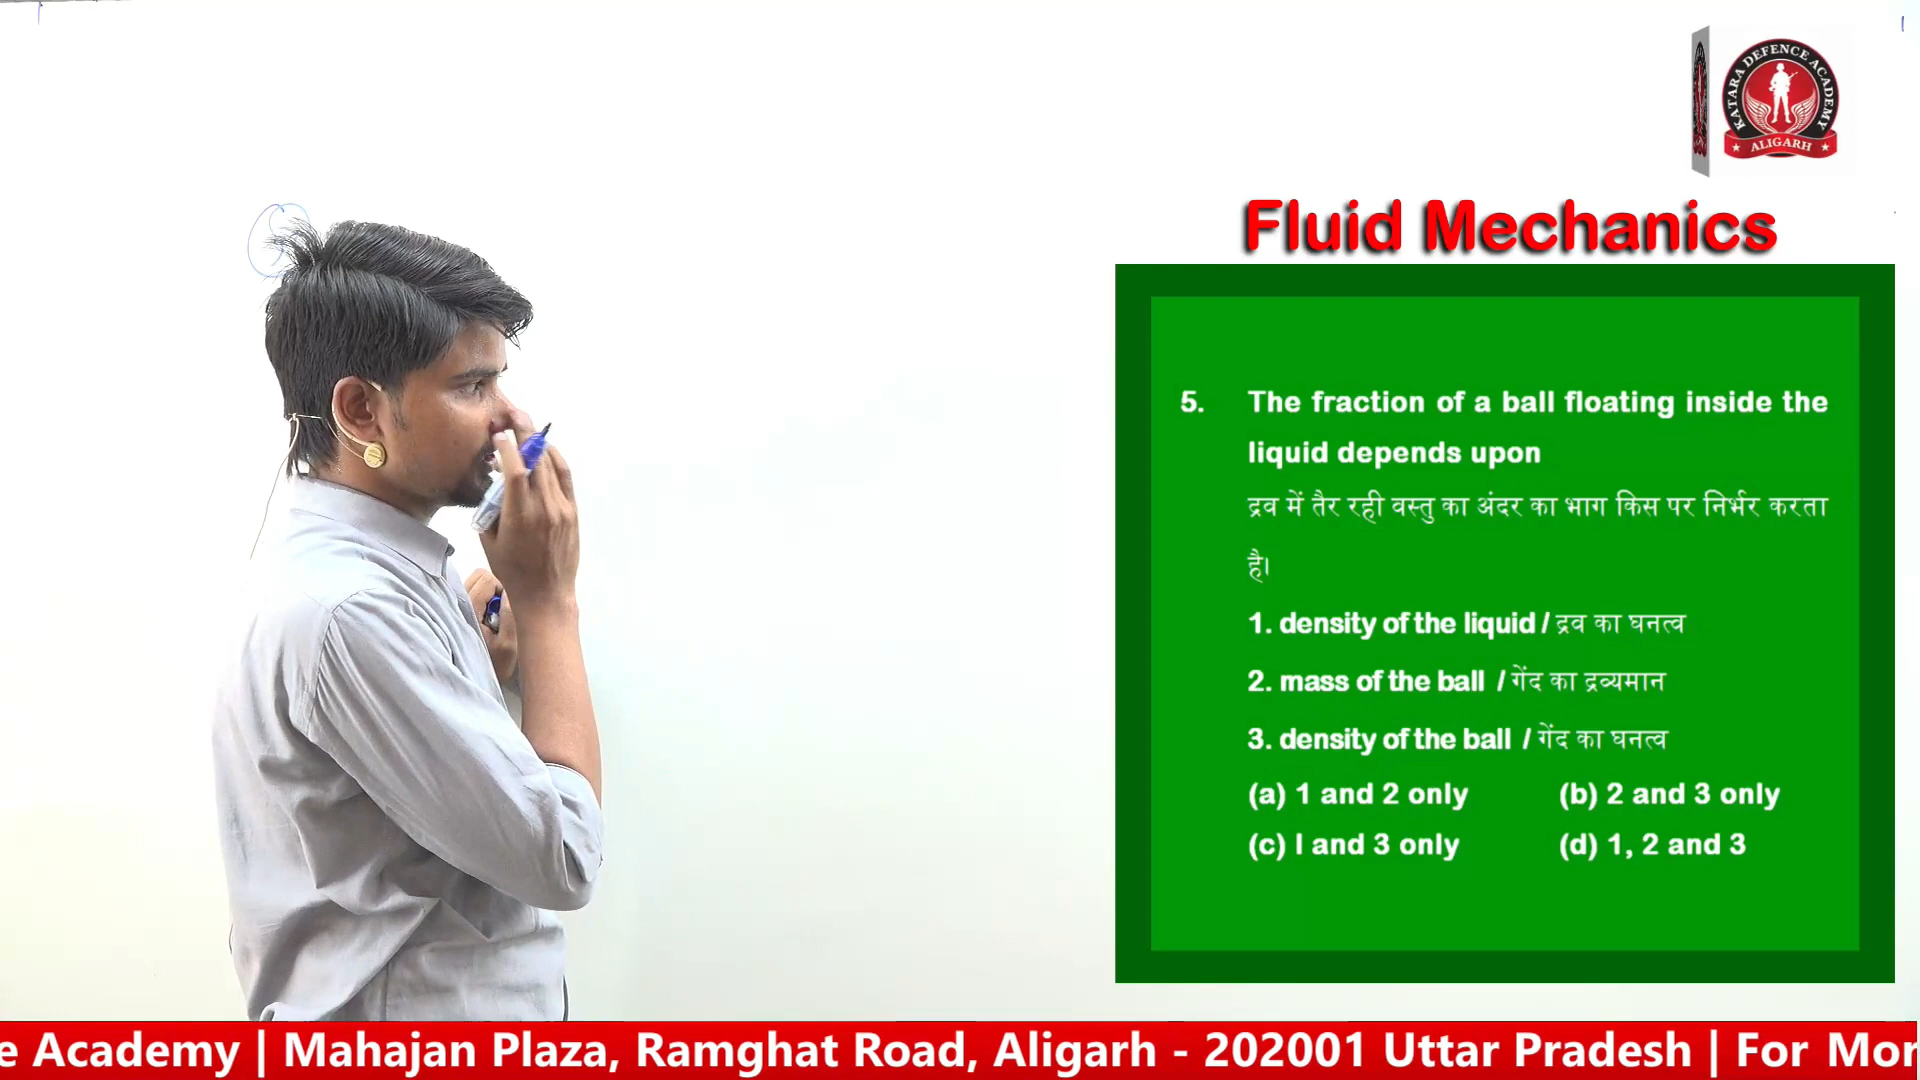 KATARA DEFENCE ACADEMY
ALIGARH
Fluid Mechanics
5. The fraction of a ball floating inside the
liquid depends upon
द्रव में तैर रही वस्तु का अंदर का भाग किस पर निर्भर करता
है।
1. density of the liquid / द्रव का घनत्व
2. mass of the ball / गेंद का द्रव्यमान
3. density of the ball / गेंद का घनत्व
(a) 1 and 2 only (b) 2 and 3 only
(c) I and 3 only (d) 1, 2 and 3
e Academy | Mahajan Plaza, Ramghat Road, Aligarh - 202001 Uttar Pradesh | For Mor